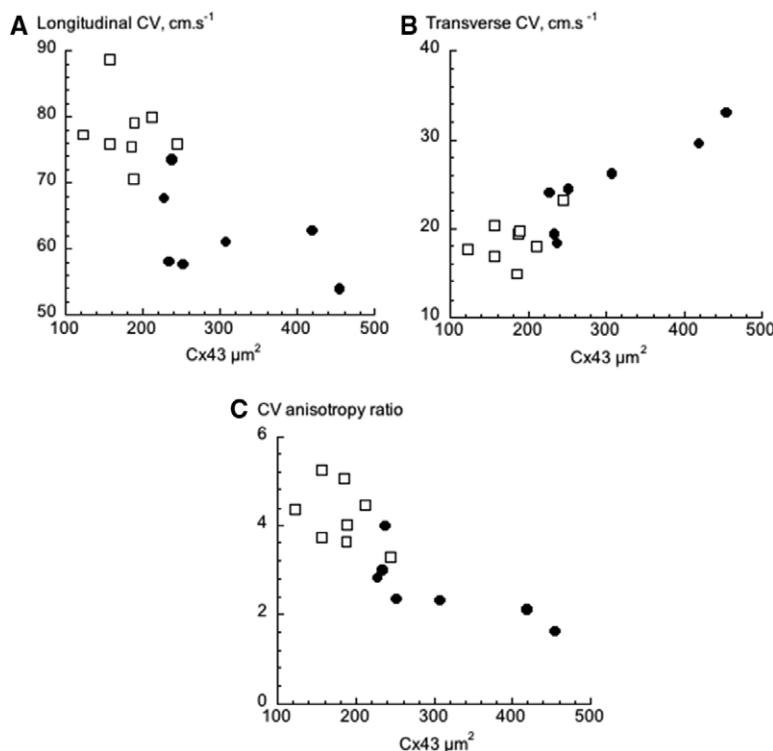 A Longitudinal CV, cm.s⁻¹
90
80
70
60
50
100 200 300 400 500
Cx43 µm²
B Transverse CV, cm.s ⁻¹
40
30
20
10
100 200 300 400 500
Cx43 µm²
C CV anisotropy ratio
6
4
2
0
100 200 300 400 500
Cx43 µm²